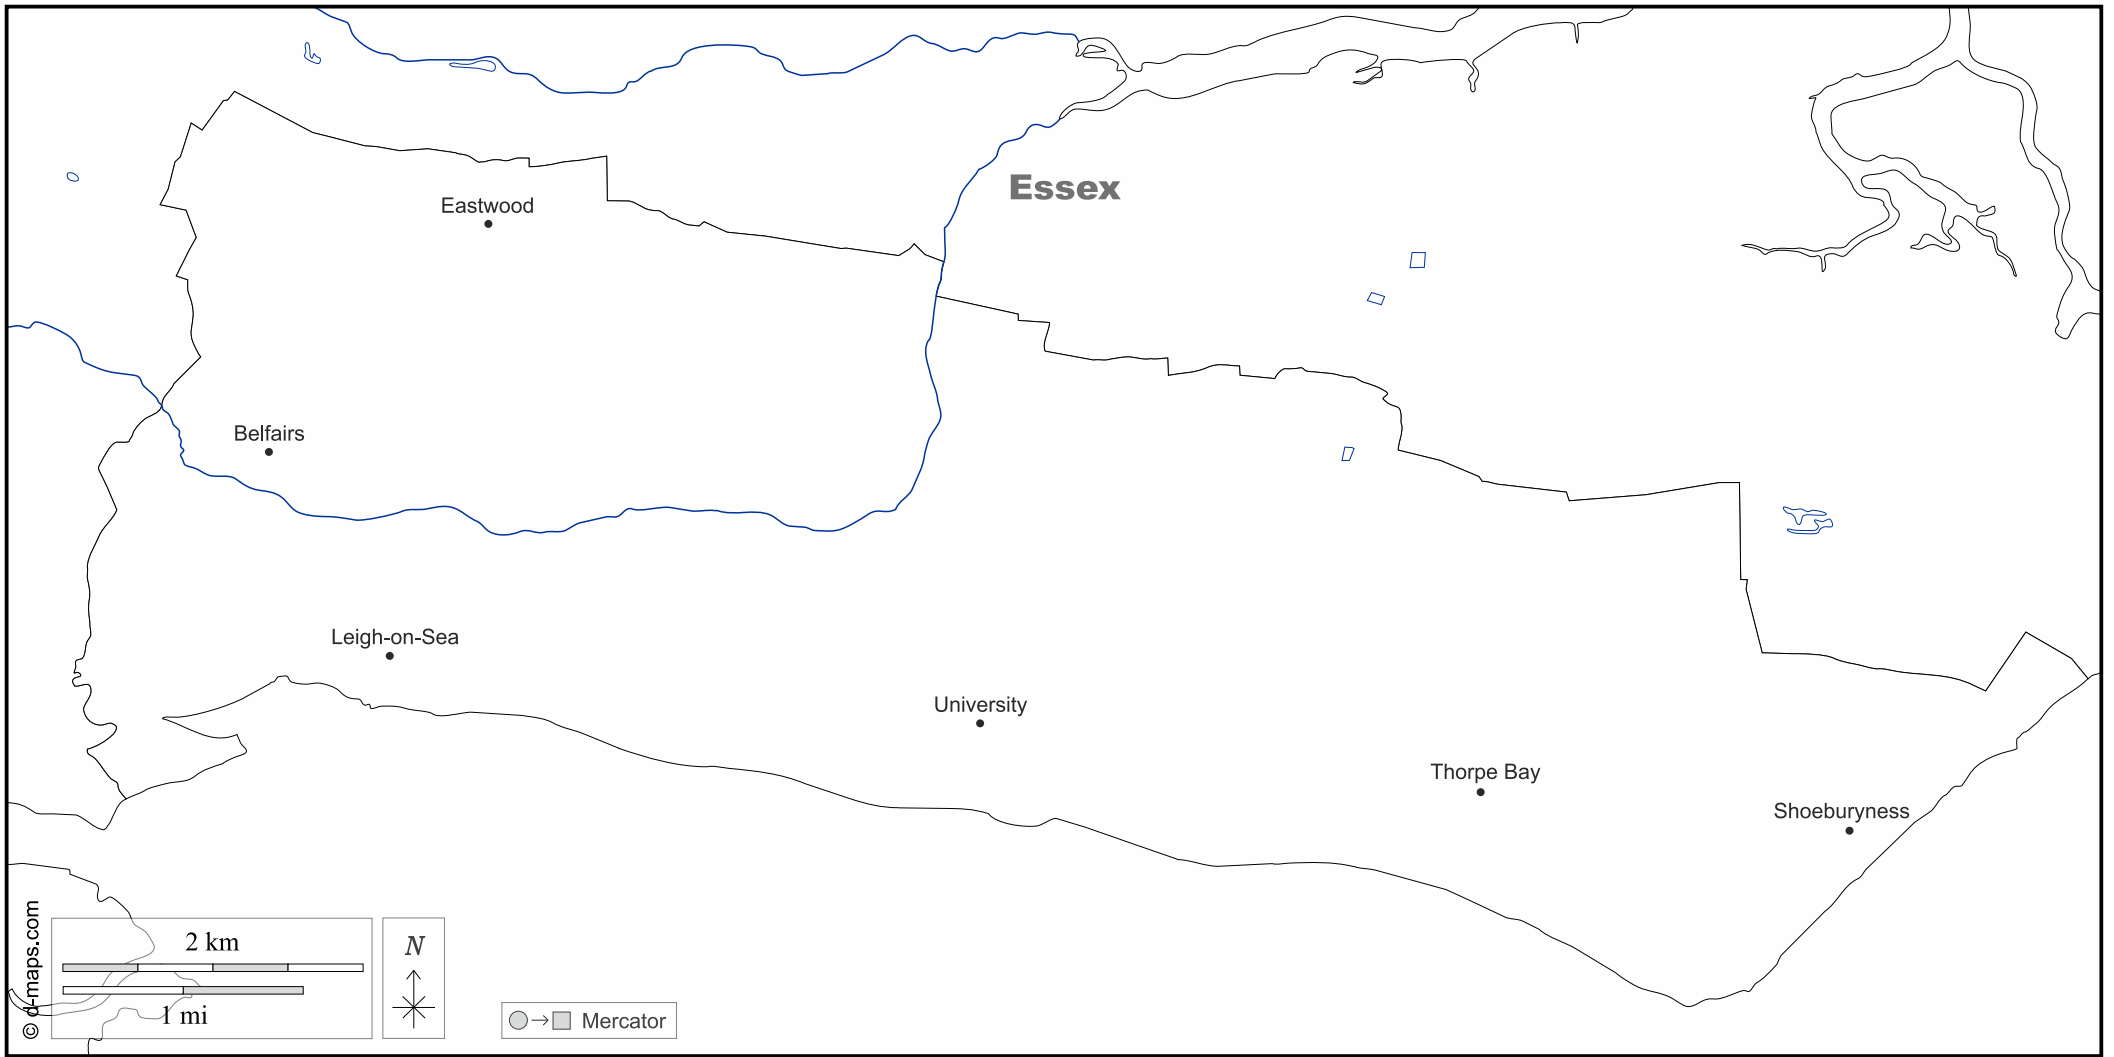 Essex
Eastwood
Belfairs
Leigh-on-Sea
University
Thorpe Bay
Shoeburyness
© d-maps.com
2 km
1 mi
N
Mercator